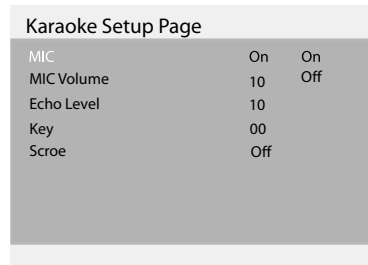 Karaoke Setup Page
MIC On On
MIC Volume 10 Off
Echo Level 10
Key 00
Scroe Off